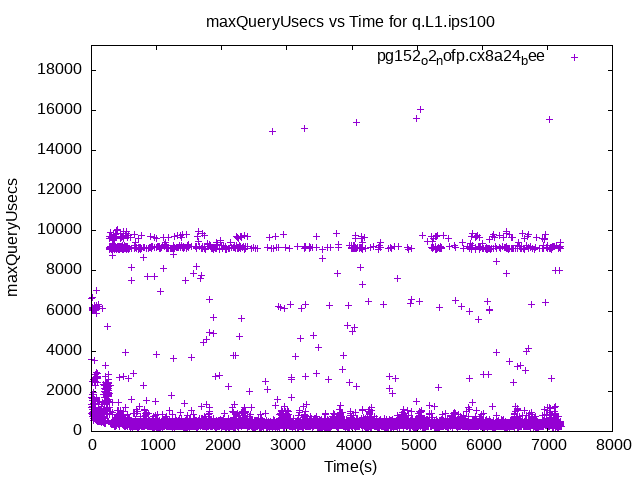 maxQueryUsecs vs Time for q.L1.ips100
pg152o2nofp.cx8a24bee
maxQueryUsecs
18000
16000
14000
12000
10000
8000
6000
4000
2000
0
0 1000 2000 3000 4000 5000 6000 7000 8000
Time(s)